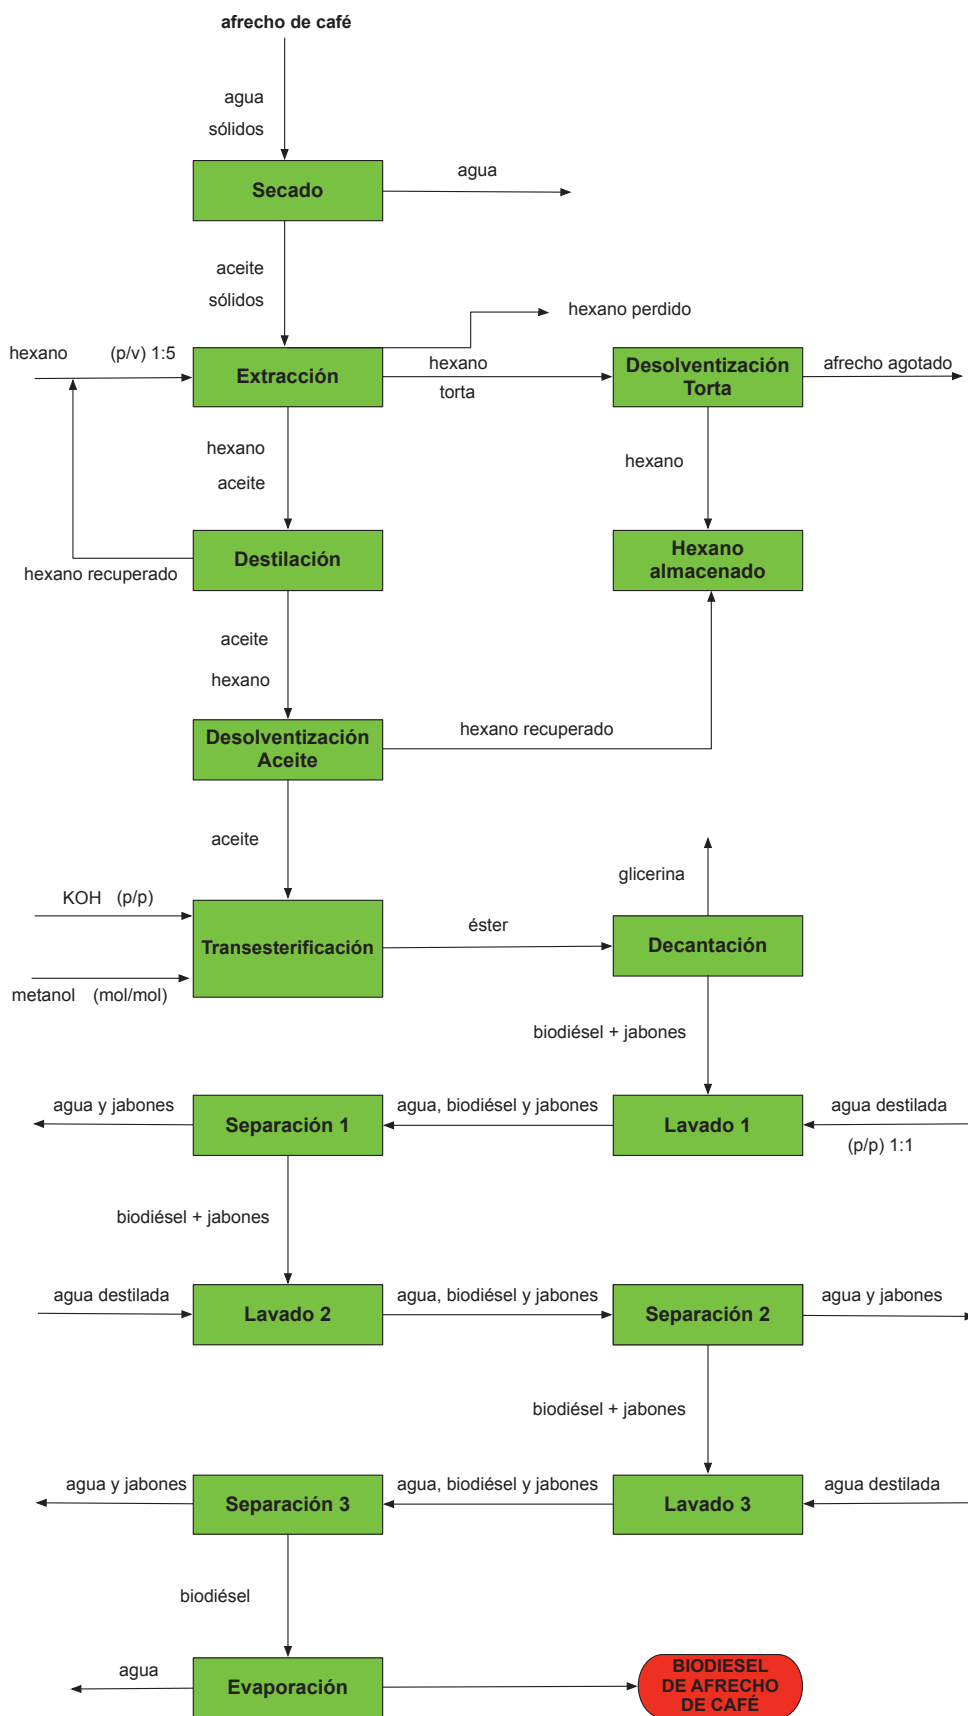 afrecho de café
agua
sólidos
Secado
agua
aceite
sólidos
hexano perdido
hexano
(p/v) 1:5
Extracción
hexano
torta
Desolventización
Torta
afrecho agotado
hexano
aceite
hexano
Destilación
hexano recuperado
Hexano
almacenado
aceite
hexano
Desolventización
Aceite
hexano recuperado
aceite
glicerina
KOH (p/p)
Transesterificación
éster
Decantación
metanol (mol/mol)
biodiésel + jabones
agua y jabones
Separación 1
agua, biodiésel y jabones
Lavado 1
agua destilada
(p/p) 1:1
biodiésel + jabones
agua destilada
Lavado 2
agua, biodiésel y jabones
Separación 2
agua y jabones
biodiésel + jabones
agua y jabones
Separación 3
agua, biodiésel y jabones
Lavado 3
agua destilada
biodiésel
agua
Evaporación
BIODIESEL
DE AFRECHO
DE CAFÉ